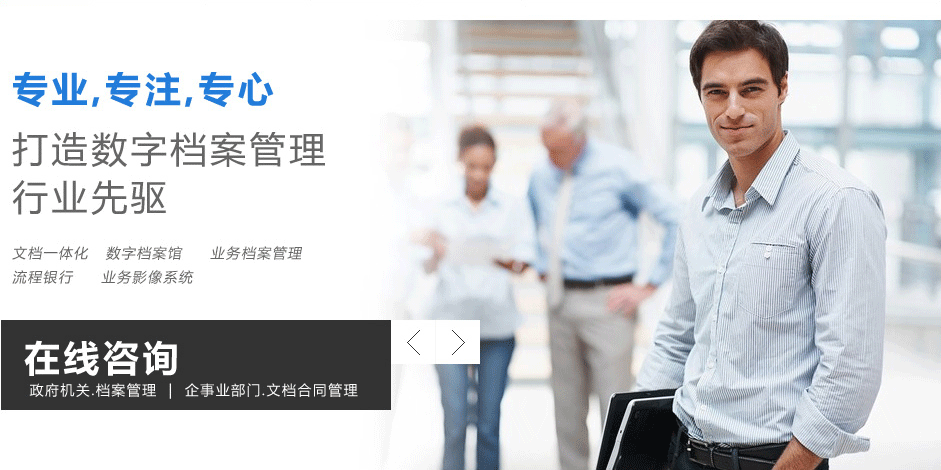 专业,专注,专心
打造数字档案管理
行业先驱
文档一体化 数字档案馆 业务档案管理
流程银行 业务影像系统
在线咨询
政府机关.档案管理 | 企事业部门.文档合同管理